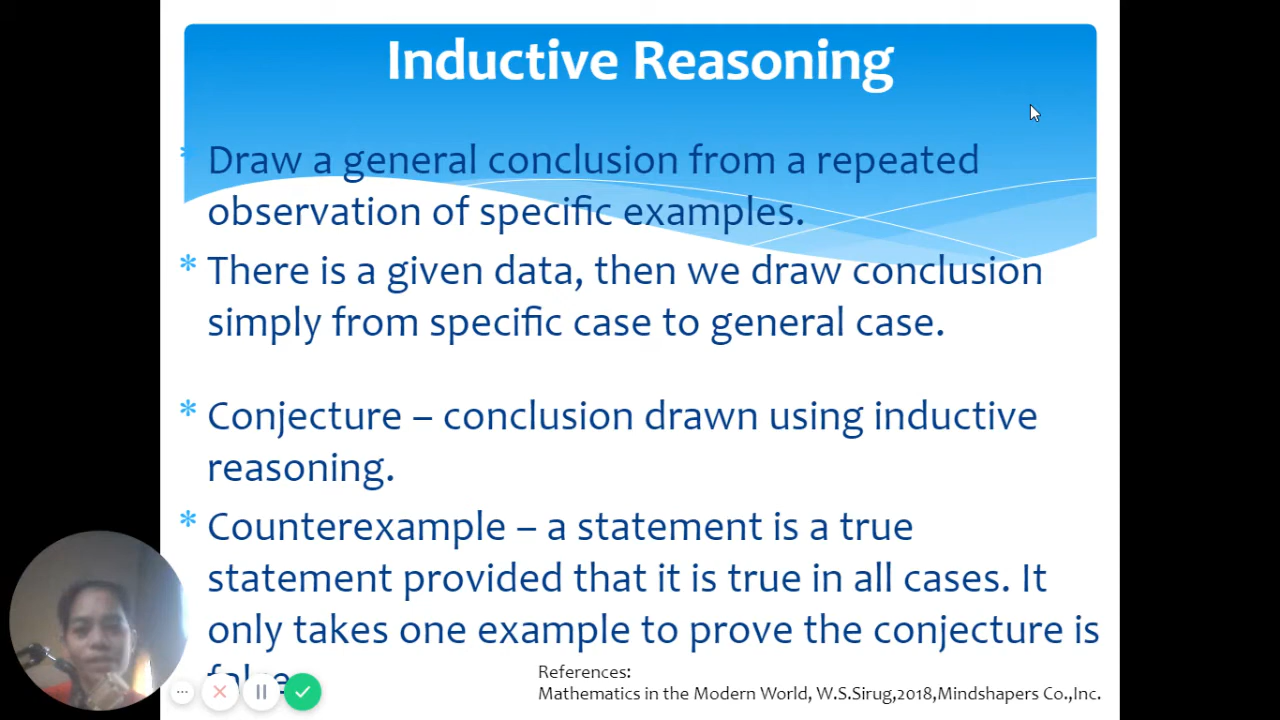 Inductive Reasoning
* Draw a general conclusion from a repeated
observation of specific examples.
* There is a given data, then we draw conclusion
simply from specific case to general case.
* Conjecture – conclusion drawn using inductive
reasoning.
* Counterexample – a statement is a true
statement provided that it is true in all cases. It
only takes one example to prove the conjecture is
false
References:
Mathematics in the Modern World, W.S.Sirug,2018,Mindshapers Co.,Inc.